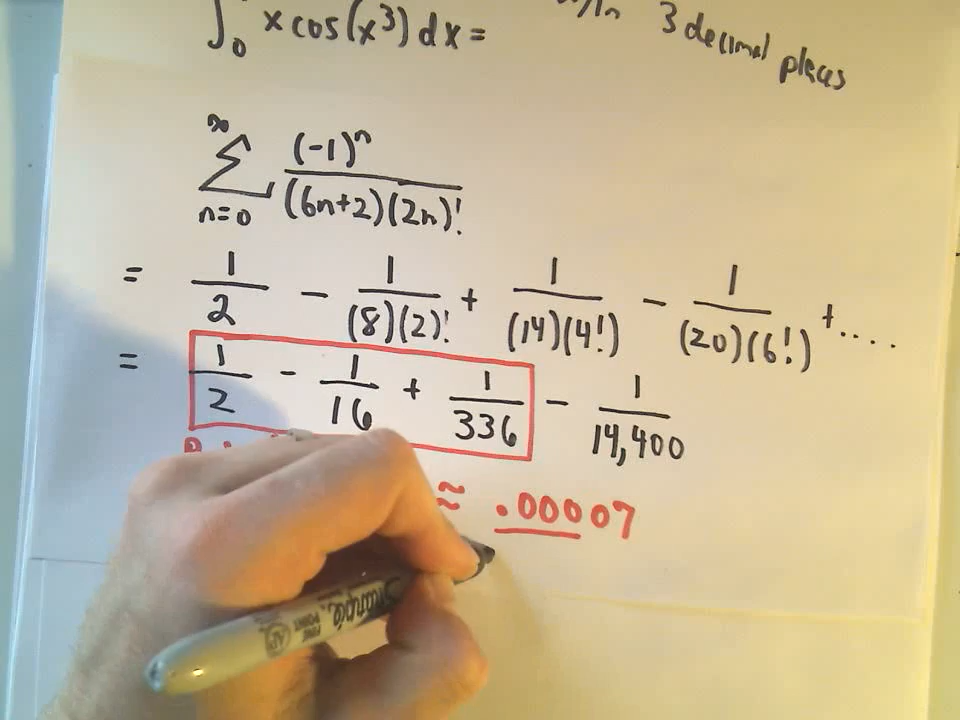 ∫₀ x cos(x³) dx = 3 decimal places
∞
∑ (-1)ⁿ / (6n+2)(2n)!
n=0
= 1/2 - 1/(8)(2)! + 1/(14)(4!) - 1/(20)(6!) + ....
= 1/2 - 1/16 + 1/336 - 1/14,400
≈ .00007
Sharpie
FINE POINT AP